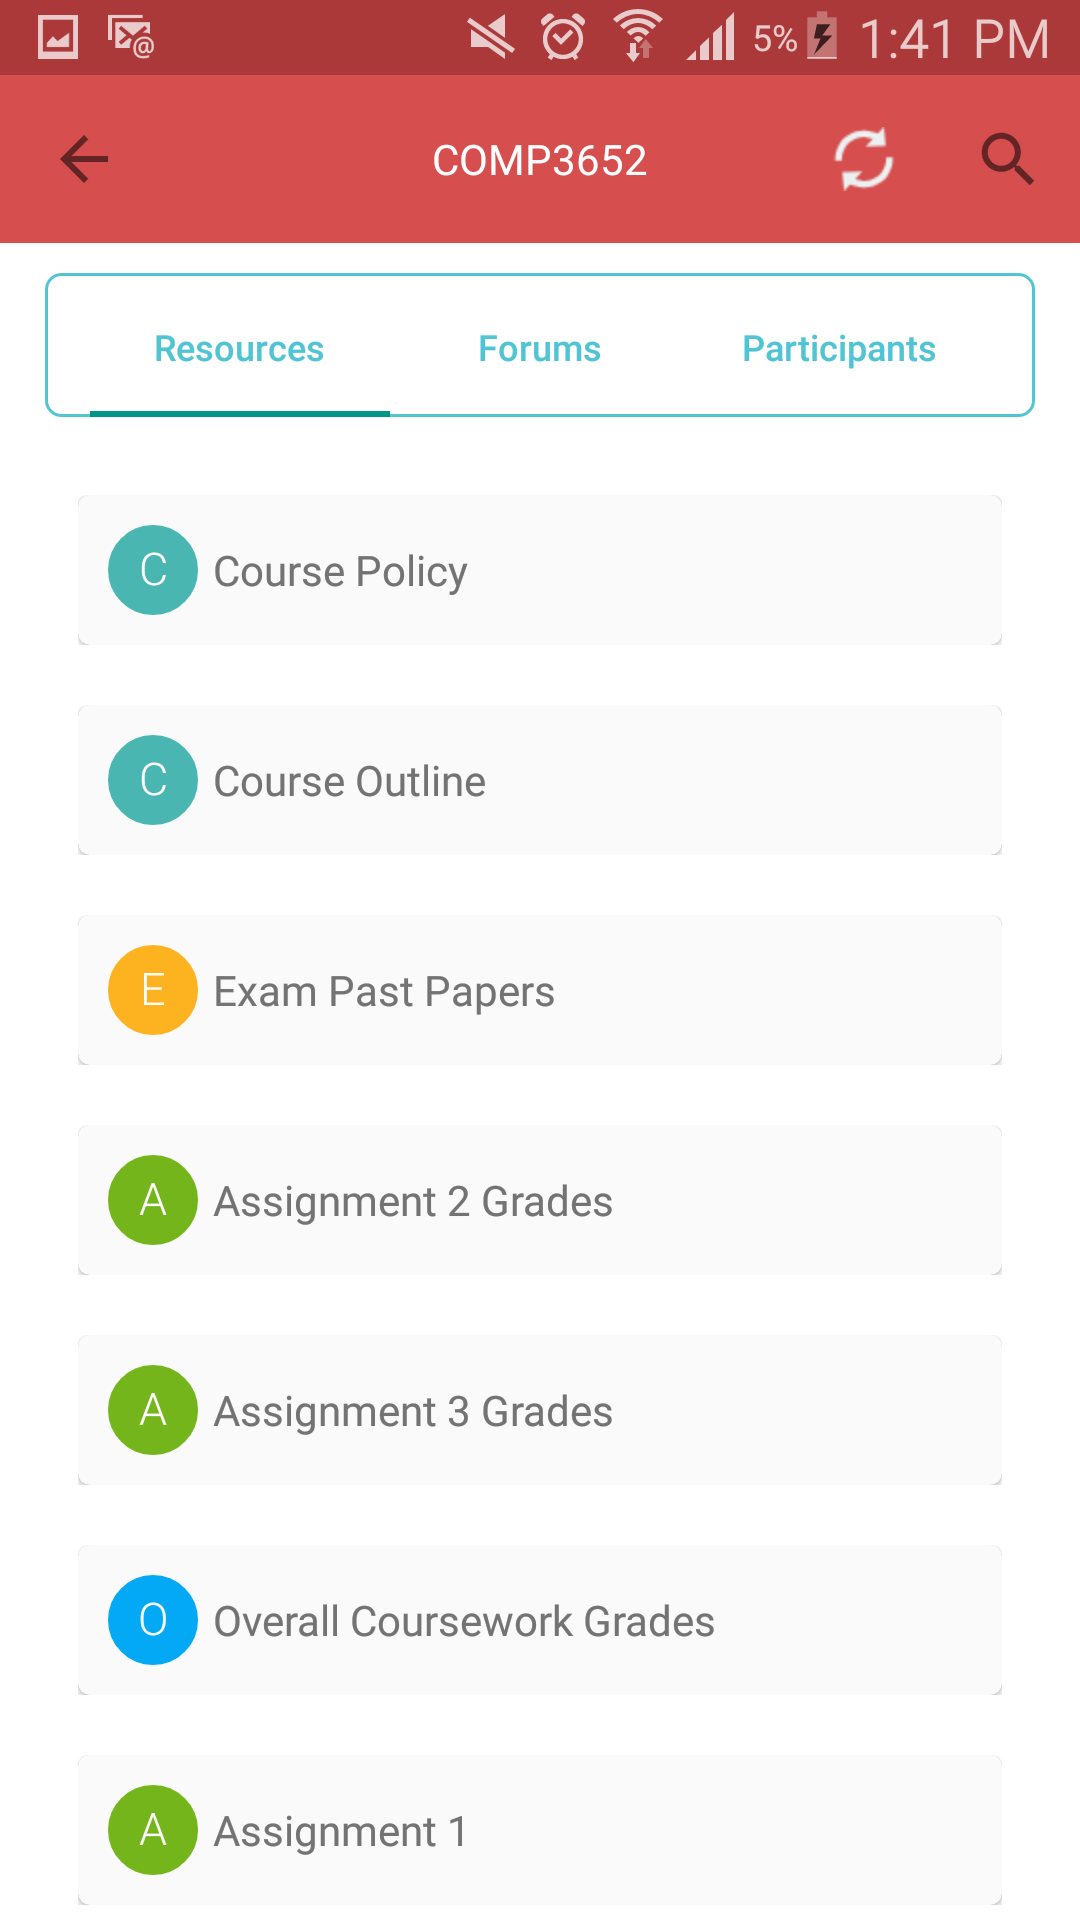 5% 1:41 PM
COMP3652
Resources Forums Participants
C Course Policy
C Course Outline
E Exam Past Papers
A Assignment 2 Grades
A Assignment 3 Grades
O Overall Coursework Grades
A Assignment 1